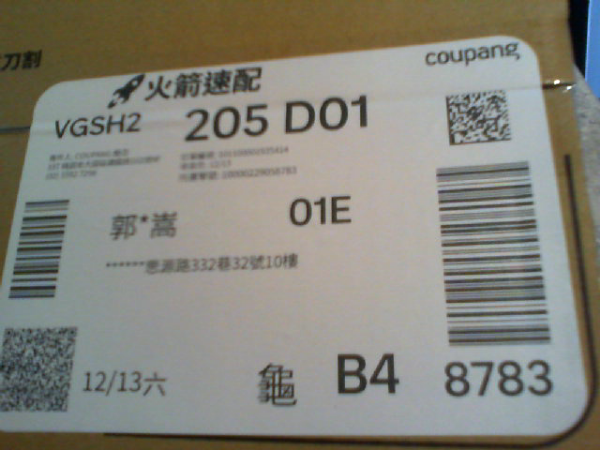 刀割
coupang
火箭速配
VGSH2
205 D01
郭*嵩
01E
******思源路332巷32號10樓
12/13六
龜
B4
8783